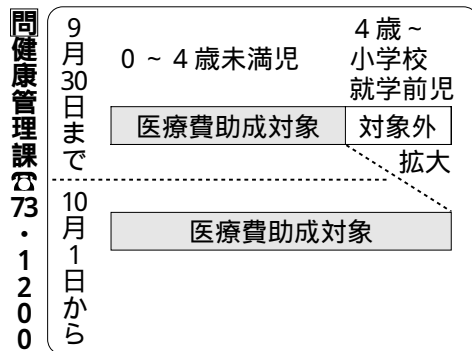 問健康管理課☎73・1200
9月30日まで
0～4歳未満児
4歳～
小学校
就学前児
医療費助成対象
対象外
拡大
10月1日から
医療費助成対象